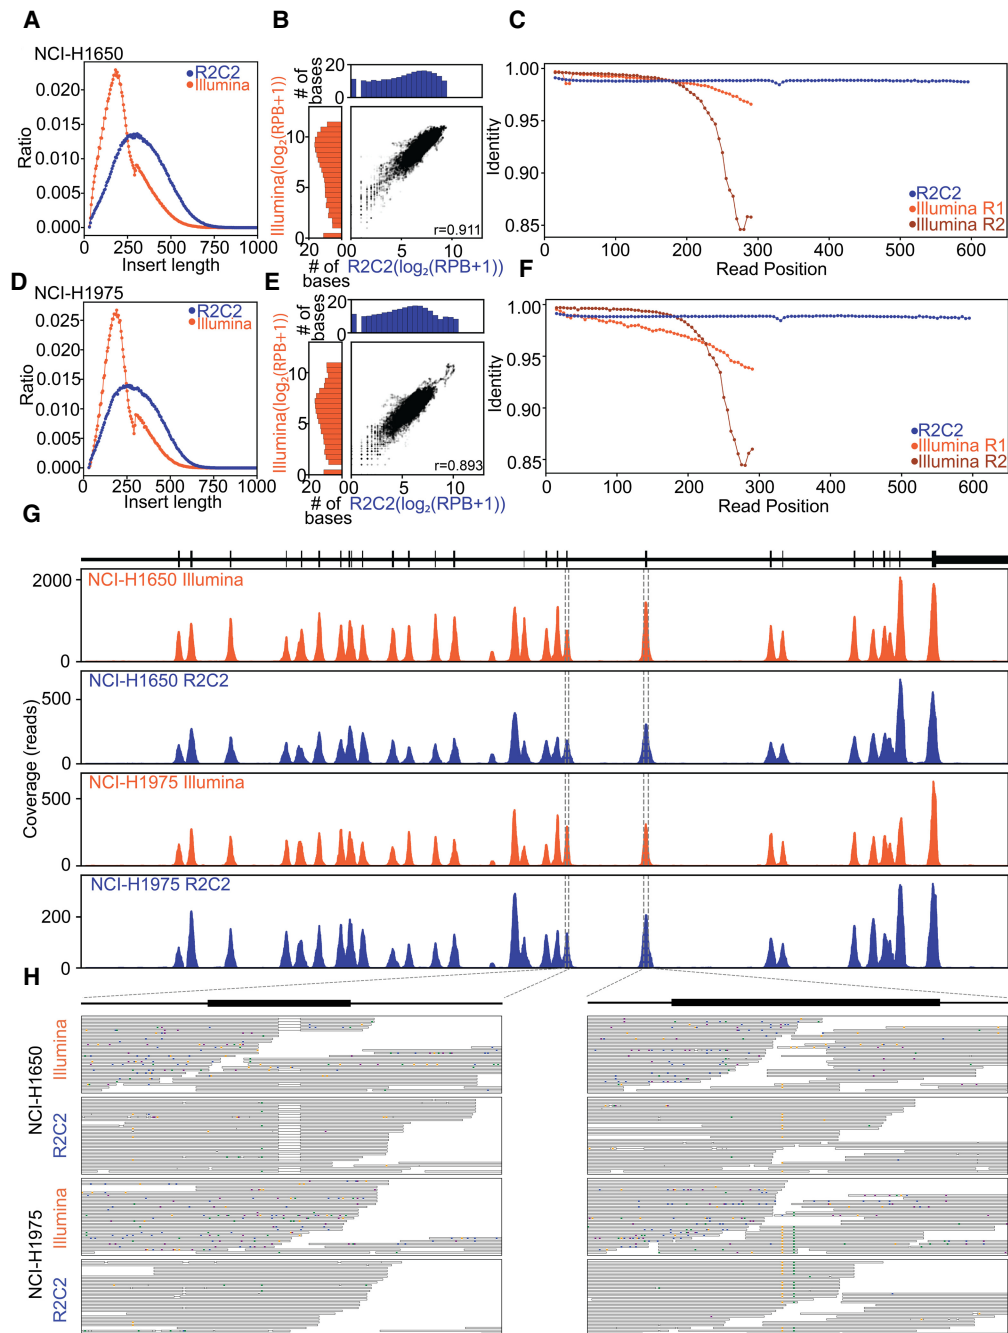 A
NCI-H1650
R2C2
Illumina
0.020
0.015
0.010
0.005
0.000
Ratio
0
250
500
750
1000
Insert length
B
# of
bases
20
0
Illumina(log₂(RPB+1))
10
5
0
r=0.911
20
0
0
5
10
# of
bases
R2C2(log₂(RPB+1))
C
1.00
0.95
0.90
0.85
Identity
R2C2
Illumina R1
Illumina R2
0
100
200
300
400
500
600
Read Position
D
NCI-H1975
R2C2
Illumina
0.025
0.020
0.015
0.010
0.005
0.000
Ratio
0
250
500
750
1000
Insert length
E
# of
bases
20
0
Illumina(log₂(RPB+1))
10
5
0
r=0.893
20
0
0
5
10
# of
bases
R2C2(log₂(RPB+1))
F
1.00
0.95
0.90
0.85
Identity
R2C2
Illumina R1
Illumina R2
0
100
200
300
400
500
600
Read Position
G
Coverage (reads)
NCI-H1650 Illumina
2000
0
NCI-H1650 R2C2
500
0
NCI-H1975 Illumina
500
0
NCI-H1975 R2C2
200
0
H
NCI-H1650
Illumina
R2C2
NCI-H1975
Illumina
R2C2